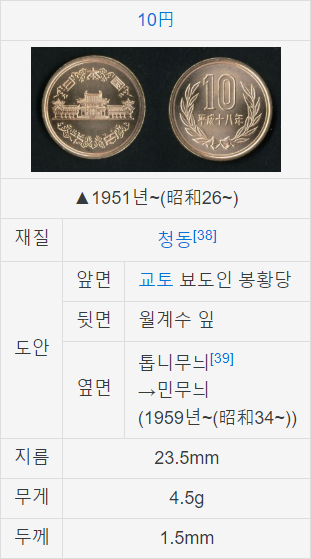 10円
日本国
十円
10
平成十八年
▲1951년~(昭和26~)
재질 청동[38]
도안
앞면 교토 뵤도인 봉황당
뒷면 월계수 잎
옆면 톱니무늬[39]
→민무늬
(1959년~(昭和34~))
지름 23.5mm
무게 4.5g
두께 1.5mm